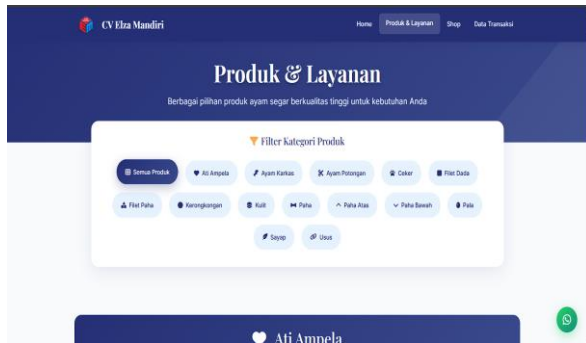 CV Elza Mandiri
Home Produk & Layanan Shop Data Transaksi
Produk & Layanan
Berbagai pilihan produk ayam segar berkualitas tinggi untuk kebutuhan Anda
Filter Kategori Produk
Semua Produk Ati Ampela Ayam Karkas Ayam Potongan Ceker Filet Dada
Filet Paha Kerongkongan Kulit Paha Paha Atas Paha Bawah Pala
Sayap Usus
Ati Ampela